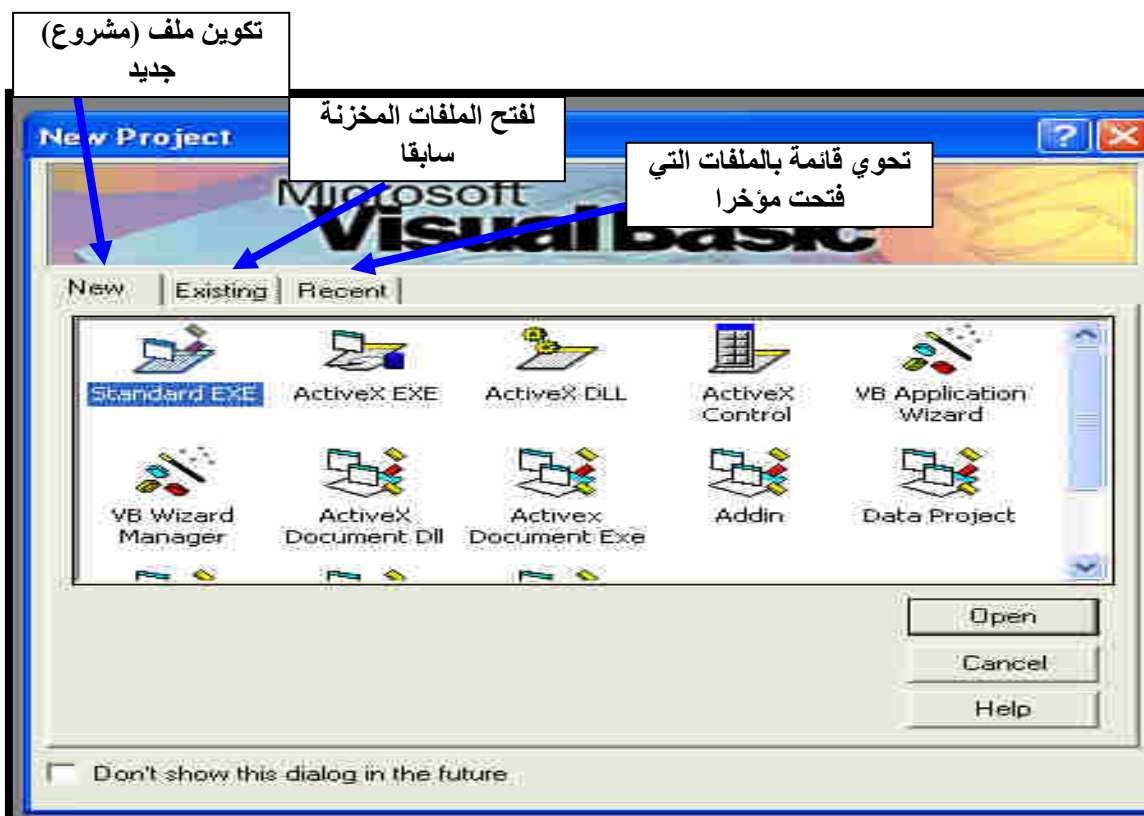 تكوين ملف (مشروع)
جديد
لفتح الملفات المخزنة
سابقا
تحوي قائمة بالملفات التي
فتحت مؤخرا
New Project
Microsoft
Visual Basic
New
Existing
Recent
Standard EXE
ActiveX EXE
ActiveX DLL
ActiveX
Control
VB Application
Wizard
VB Wizard
Manager
ActiveX
Document Dll
Activex
Document Exe
Addin
Data Project
Open
Cancel
Help
Don't show this dialog in the future